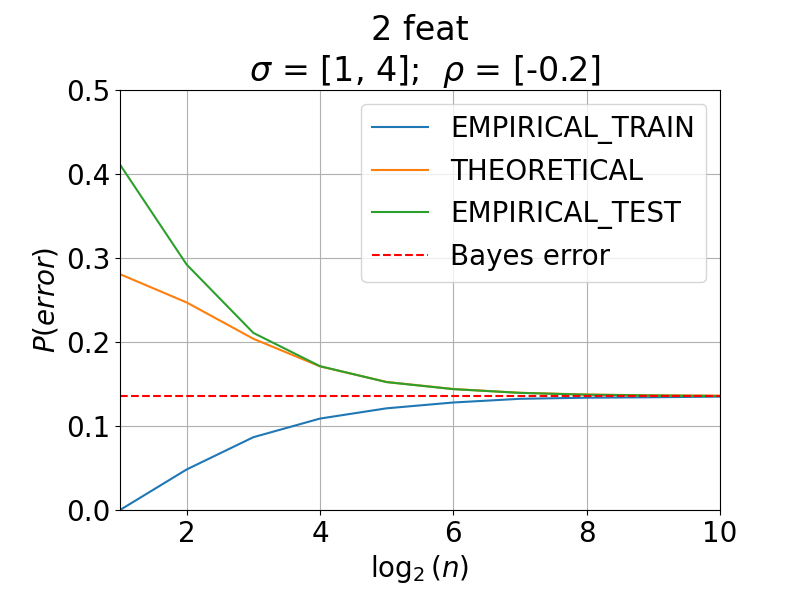 2 feat
σ = [1, 4];  ρ = [-0.2]
0.5
0.4
0.3
0.2
0.1
0.0
P(error)
EMPIRICAL_TRAIN
THEORETICAL
EMPIRICAL_TEST
Bayes error
2 4 6 8 10
log₂(n)